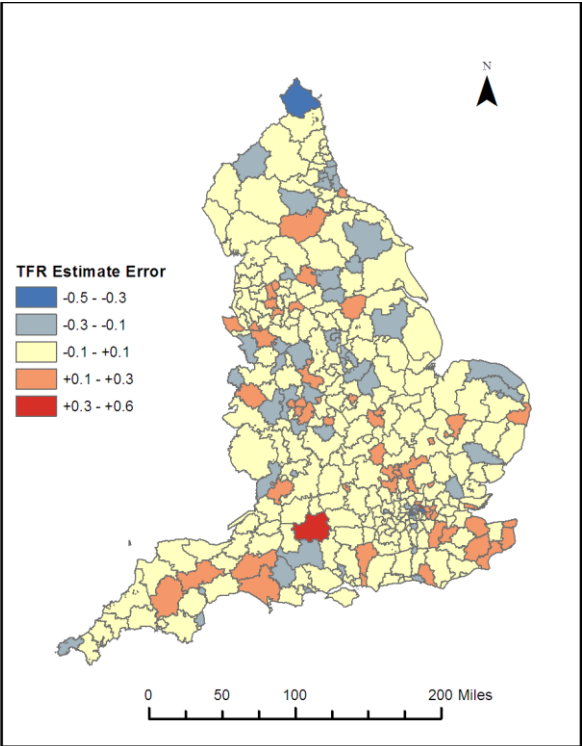 N
TFR Estimate Error
-0.5 - -0.3
-0.3 - -0.1
-0.1 - +0.1
+0.1 - +0.3
+0.3 - +0.6
0 50 100 200 Miles